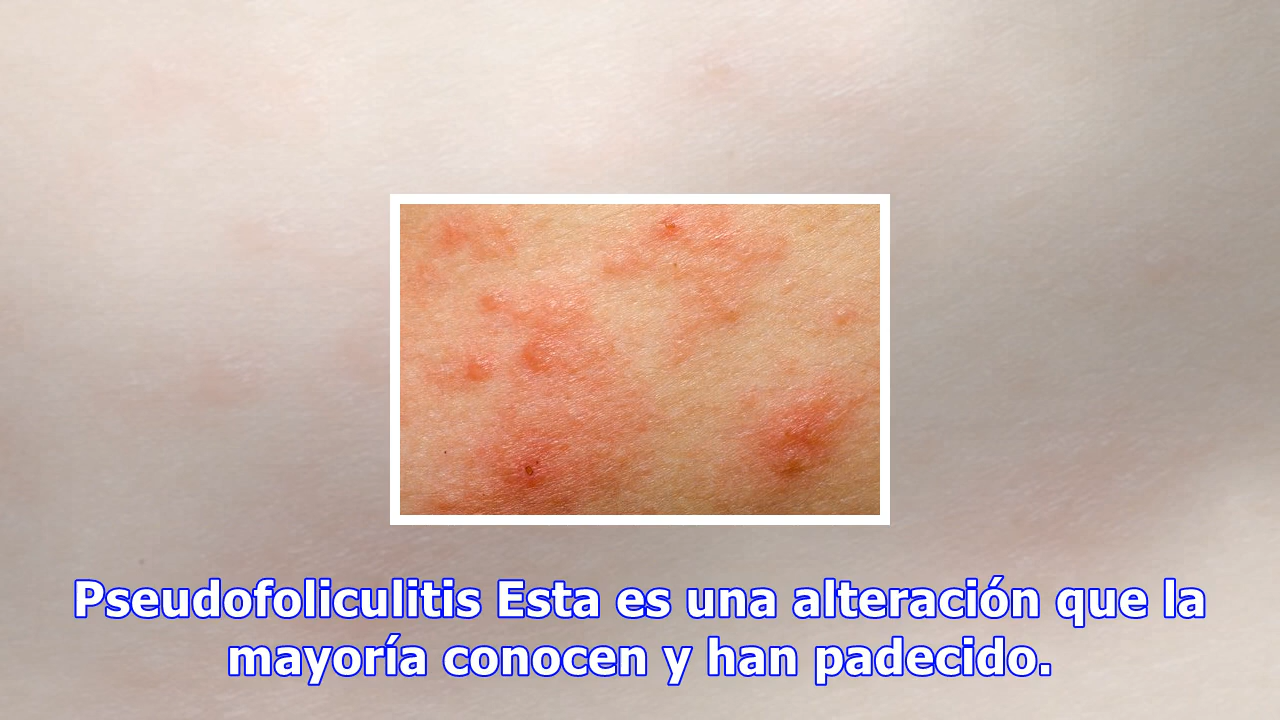 Pseudofoliculitis Esta es una alteración que la
mayoría conocen y han padecido.